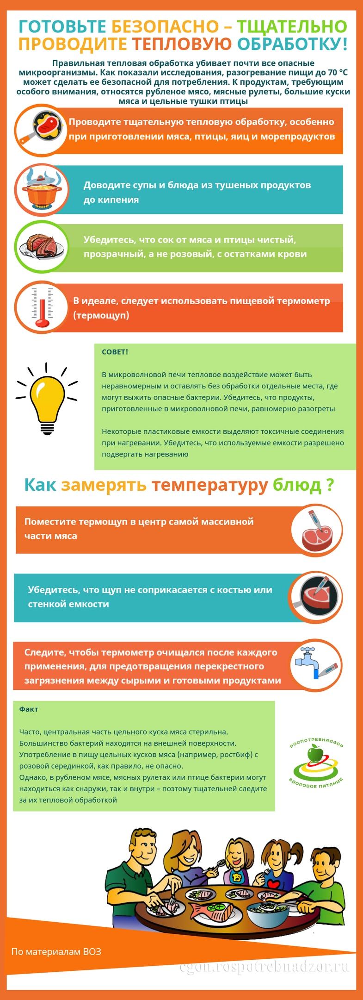 ГОТОВЬТЕ БЕЗОПАСНО – ТЩАТЕЛЬНО
ПРОВОДИТЕ ТЕПЛОВУЮ ОБРАБОТКУ!
Правильная тепловая обработка убивает почти все опасные
микроорганизмы. Как показали исследования, разогревание пищи до 70 °C
может сделать ее безопасной для потребления. К продуктам, требующим
особого внимания, относятся рубленое мясо, мясные рулеты, большие куски
мяса и цельные тушки птицы
Проводите тщательную тепловую обработку, особенно
при приготовлении мяса, птицы, яиц и морепродуктов
Доводите супы и блюда из тушеных продуктов
до кипения
Убедитесь, что сок от мяса и птицы чистый,
прозрачный, а не розовый, с остатками крови
В идеале, следует использовать пищевой термометр
(термощуп)
СОВЕТ!
В микроволновой печи тепловое воздействие может быть
неравномерным и оставлять без обработки отдельные места, где
могут выжить опасные бактерии. Убедитесь, что продукты,
приготовленные в микроволновой печи, равномерно разогреты
Некоторые пластиковые емкости выделяют токсичные соединения
при нагревании. Убедитесь, что используемые емкости разрешено
подвергать нагреванию
Как замерять температуру блюд ?
Поместите термощуп в центр самой массивной
части мяса
Убедитесь, что щуп не соприкасается с костью или
стенкой емкости
Следите, чтобы термометр очищался после каждого
применения, для предотвращения перекрестного
загрязнения между сырыми и готовыми продуктами
Факт
Часто, центральная часть цельного куска мяса стерильна.
Большинство бактерий находятся на внешней поверхности.
Употребление в пищу цельных кусков мяса (например, ростбиф) с
розовой серединкой, как правило, не опасно.
Однако, в рубленом мясе, мясных рулетах или птице бактерии могут
находиться как снаружи, так и внутри – поэтому тщательней следите
за их тепловой обработкой
РОСПОТРЕБНАДЗОР
ЗДОРОВОЕ ПИТАНИЕ
По материалам ВОЗ
cgon.rospotrebnadzor.ru